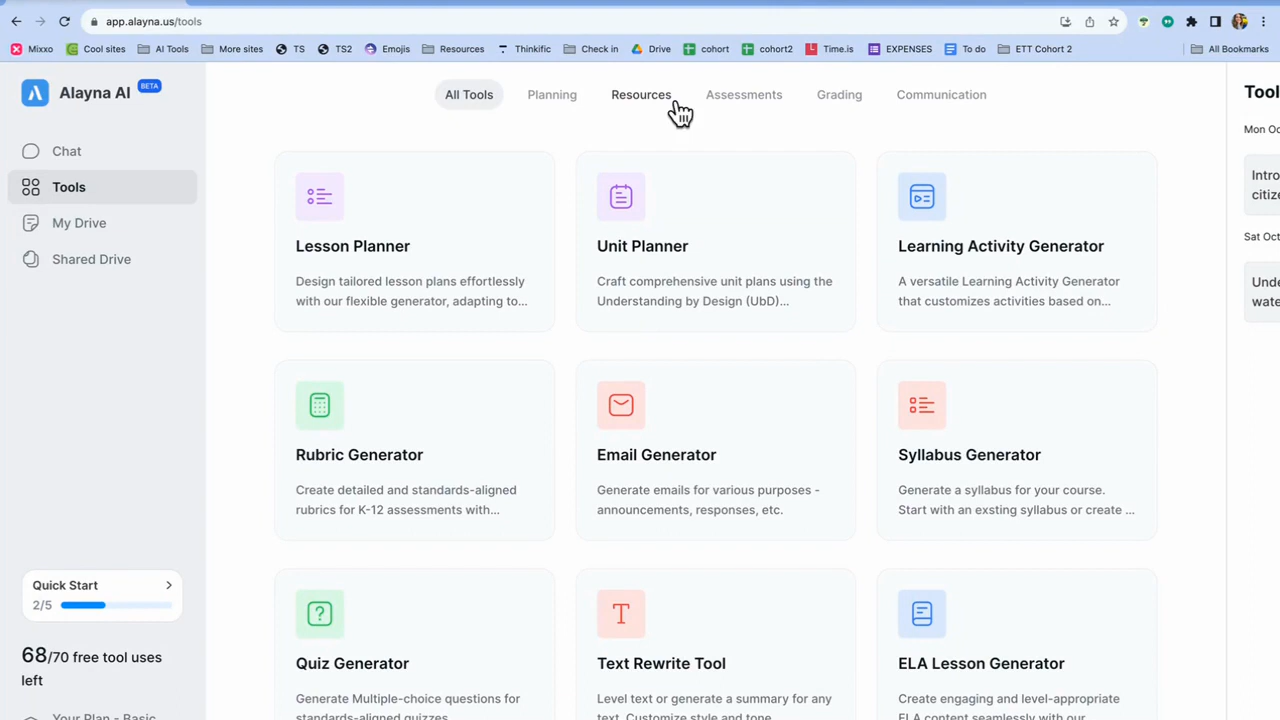 app.alayna.us/tools
Mixxo
Cool sites
AI Tools
More sites
TS
TS2
Emojis
Resources
Thinkific
Check in
Drive
cohort
cohort2
Time.is
EXPENSES
To do
ETT Cohort 2
All Bookmarks
Alayna AI BETA
Chat
Tools
My Drive
Shared Drive
Quick Start
2/5
68/70 free tool uses
left
Your Plan - Basic
All Tools
Planning
Resources
Assessments
Grading
Communication
Lesson Planner
Design tailored lesson plans effortlessly
with our flexible generator, adapting to...
Unit Planner
Craft comprehensive unit plans using the
Understanding by Design (UbD)...
Learning Activity Generator
A versatile Learning Activity Generator
that customizes activities based on...
Rubric Generator
Create detailed and standards-aligned
rubrics for K-12 assessments with...
Email Generator
Generate emails for various purposes -
announcements, responses, etc.
Syllabus Generator
Generate a syllabus for your course.
Start with an exsting syllabus or create ...
Quiz Generator
Generate Multiple-choice questions for
standards-aligned quizzes
Text Rewrite Tool
Level text or generate a summary for any
text. Customize style and tone
ELA Lesson Generator
Create engaging and level-appropriate
ELA content seamlessly with our
Tool
Mon Oc
Intro
citize
Sat Oct
Unde
wate